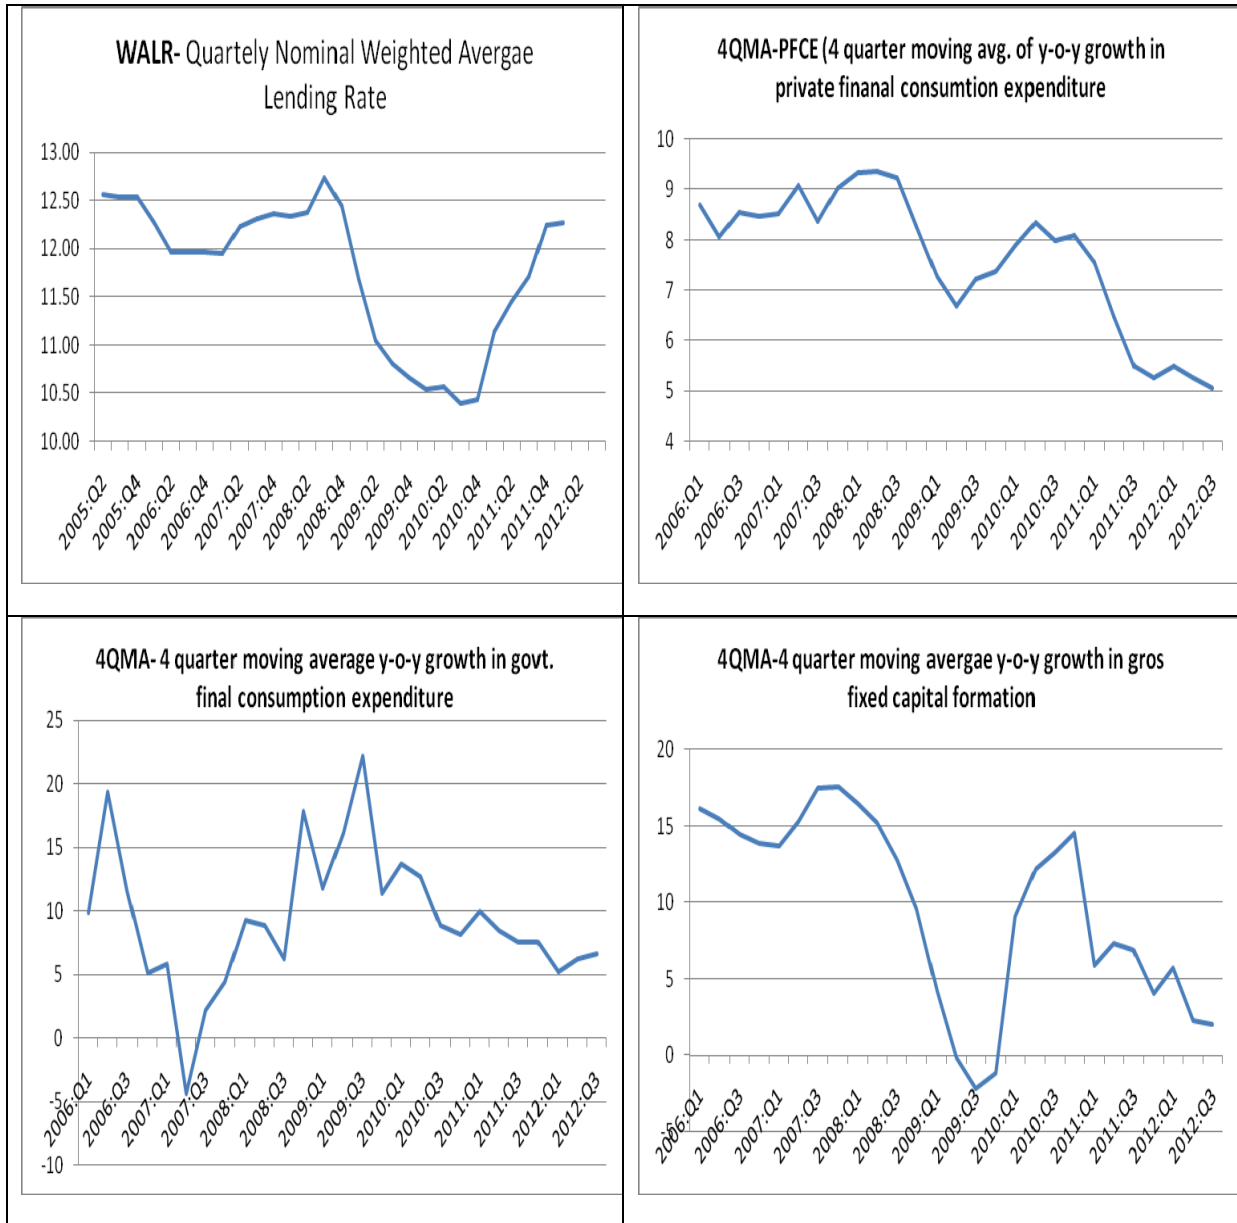 WALR- Quartely Nominal Weighted Avergae
Lending Rate
13.00
12.50
12.00
11.50
11.00
10.50
10.00
2005:Q2
2005:Q4
2006:Q2
2006:Q4
2007:Q2
2007:Q4
2008:Q2
2008:Q4
2009:Q2
2009:Q4
2010:Q2
2010:Q4
2011:Q2
2011:Q4
2012:Q2
4QMA-PFCE (4 quarter moving avg. of y-o-y growth in
private finanal consumtion expenditure
10
9
8
7
6
5
4
2006:Q1
2006:Q3
2007:Q1
2007:Q3
2008:Q1
2008:Q3
2009:Q1
2009:Q3
2010:Q1
2010:Q3
2011:Q1
2011:Q3
2012:Q1
2012:Q3
4QMA- 4 quarter moving average y-o-y growth in govt.
final consumption expenditure
25
20
15
10
5
0
-5
-10
2006:Q1
2006:Q3
2007:Q1
2007:Q3
2008:Q1
2008:Q3
2009:Q1
2009:Q3
2010:Q1
2010:Q3
2011:Q1
2011:Q3
2012:Q1
2012:Q3
4QMA-4 quarter moving avergae y-o-y growth in gros
fixed capital formation
20
15
10
5
0
-5
2006:Q1
2006:Q3
2007:Q1
2007:Q3
2008:Q1
2008:Q3
2009:Q1
2009:Q3
2010:Q1
2010:Q3
2011:Q1
2011:Q3
2012:Q1
2012:Q3